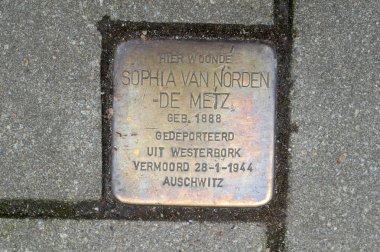 HIER WOONDE
SOPHIA VAN NORDEN
-DE METZ
GEB. 1888
GEDEPORTEERD
UIT WESTERBORK
VERMOORD 28-1-1944
AUSCHWITZ